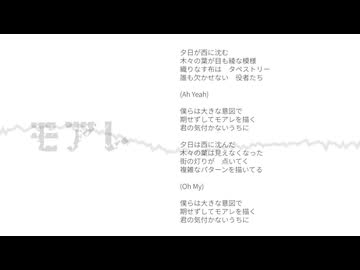 モアレ
夕日が西に沈む
木々の葉が目も綾な模様
織りなす布は　タペストリー
誰も欠かせない　役者たち
(Ah Yeah)
僕らは大きな意図で
期せずしてモアレを描く
君の気付かないうちに
夕日は西に沈んだ
木々の葉は見えなくなった
街の灯りが　点いてく
複雑なパターンを描いてる
(Oh My)
僕らは大きな意図で
期せずしてモアレを描く
君の気付かないうちに